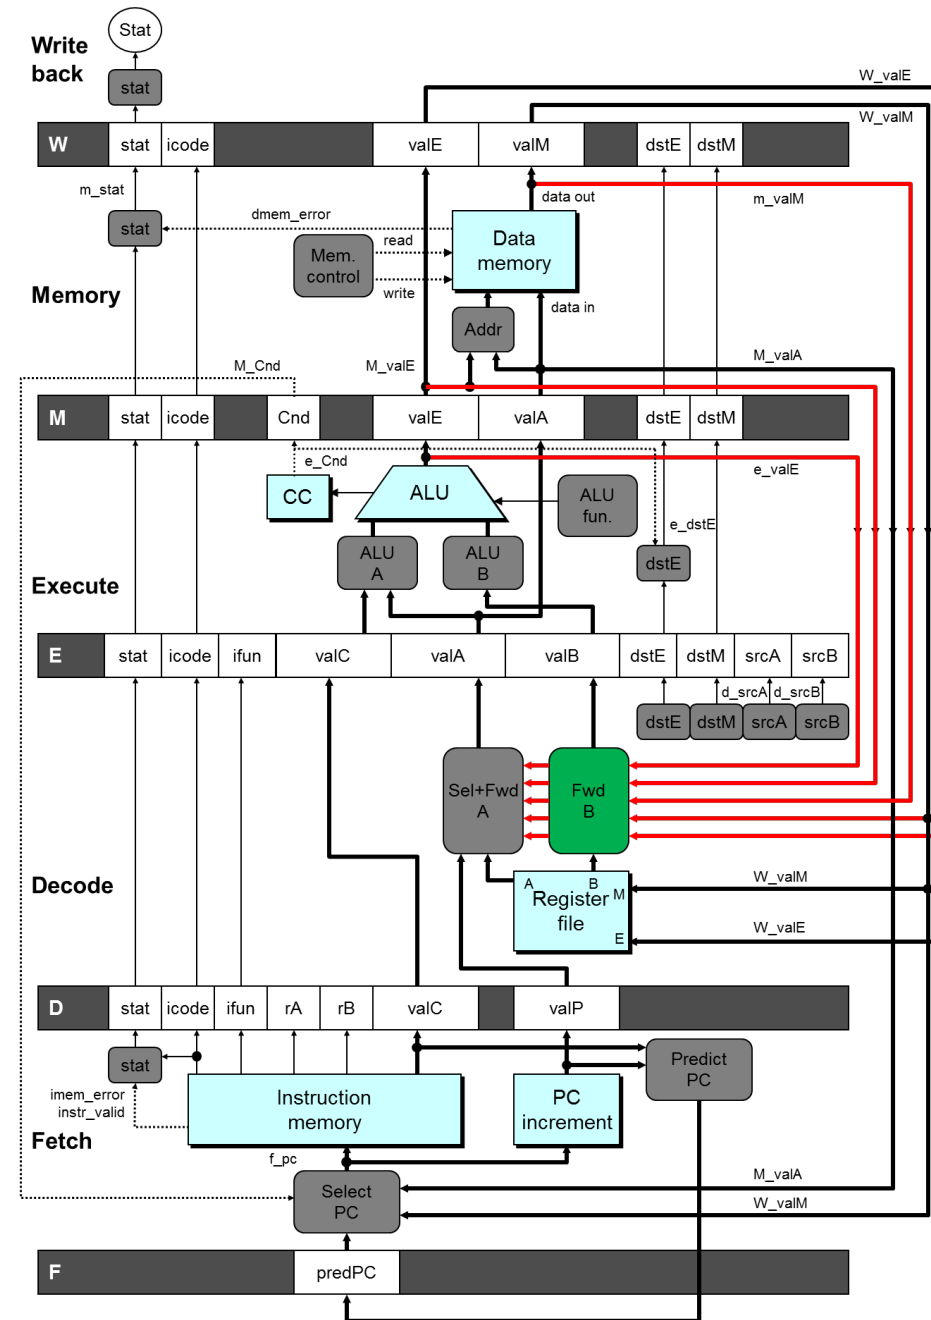 Stat
Write
back
stat
W_valE
W_valM
W
stat
icode
valE
valM
dstE
dstM
m_stat
data out
m_valM
dmem_error
stat
read
Mem.
control
write
Data
memory
Memory
data in
Addr
M_Cnd
M_valE
M_valA
M
stat
icode
Cnd
valE
valA
dstE
dstM
e_Cnd
e_valE
CC
ALU
ALU
fun.
e_dstE
ALU
A
ALU
B
dstE
Execute
E
stat
icode
ifun
valC
valA
valB
dstE
dstM
srcA
srcB
d_srcA
d_srcB
dstE
dstM
srcA
srcB
Sel+Fwd
A
Fwd
B
Decode
A
B
M
Register
file
E
W_valM
W_valE
D
stat
icode
ifun
rA
rB
valC
valP
stat
Predict
PC
imem_error
instr_valid
Instruction
memory
PC
increment
Fetch
f_pc
Select
PC
M_valA
W_valM
F
predPC